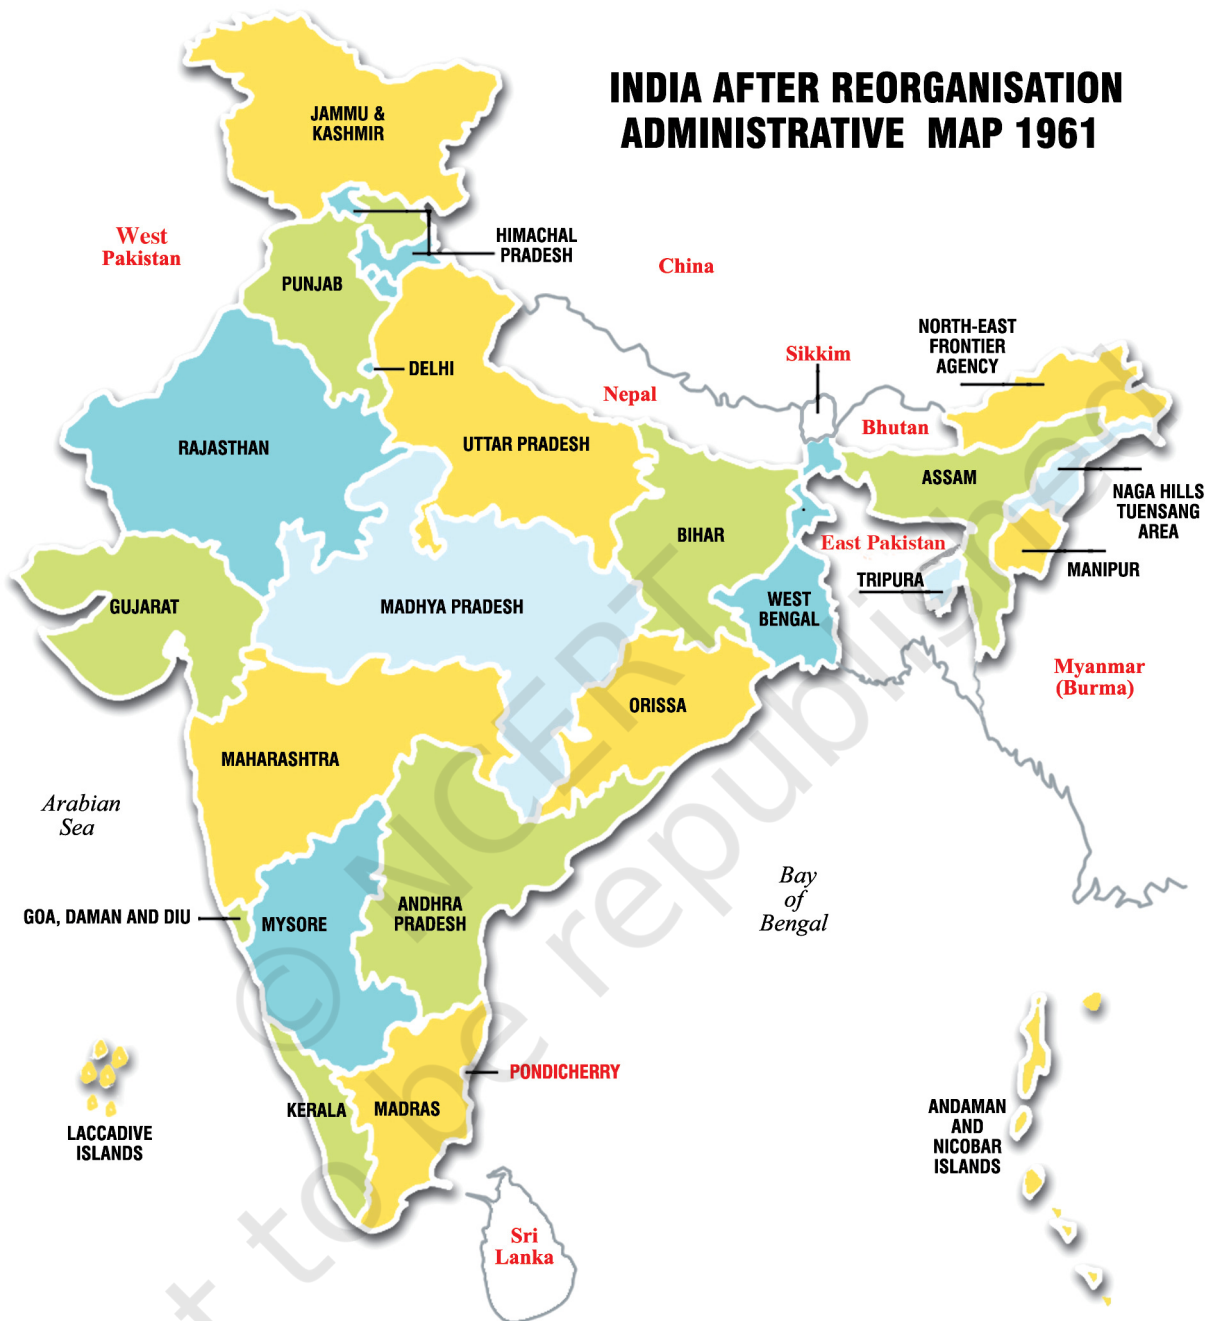 INDIA AFTER REORGANISATION
ADMINISTRATIVE MAP 1961
JAMMU &
KASHMIR
West
Pakistan
HIMACHAL
PRADESH
China
PUNJAB
NORTH-EAST
FRONTIER
AGENCY
Sikkim
DELHI
Nepal
Bhutan
RAJASTHAN
UTTAR PRADESH
ASSAM
NAGA HILLS
TUENSANG
AREA
BIHAR
East Pakistan
MANIPUR
TRIPURA
GUJARAT
MADHYA PRADESH
WEST
BENGAL
Myanmar
(Burma)
ORISSA
MAHARASHTRA
Arabian
Sea
Bay
of
Bengal
GOA, DAMAN AND DIU
MYSORE
ANDHRA
PRADESH
PONDICHERRY
KERALA
MADRAS
LACCADIVE
ISLANDS
ANDAMAN
AND
NICOBAR
ISLANDS
Sri
Lanka
© NCERT
t to be republished